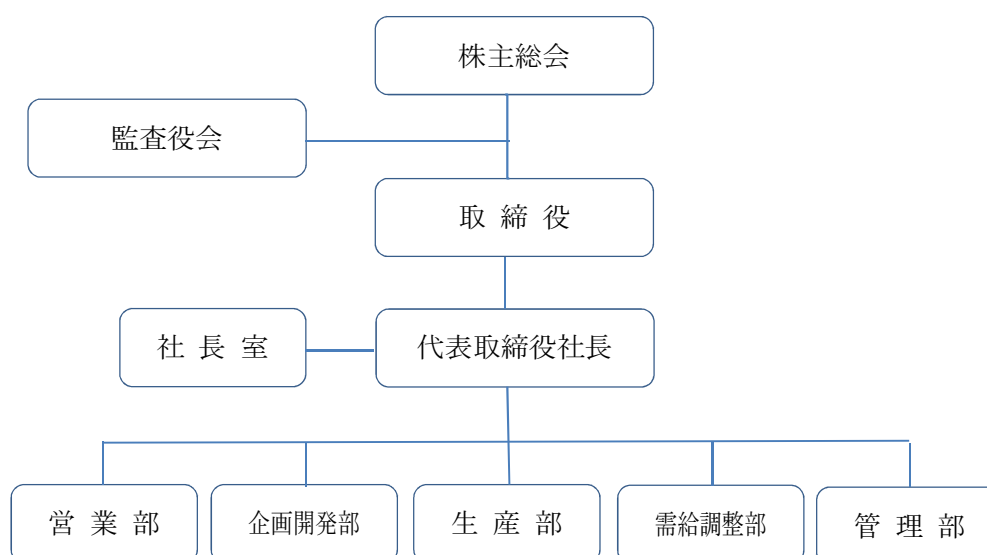 株主総会
監査役会
取 締 役
社 長 室
代表取締役社長
営 業 部
企画開発部
生 産 部
需給調整部
管 理 部